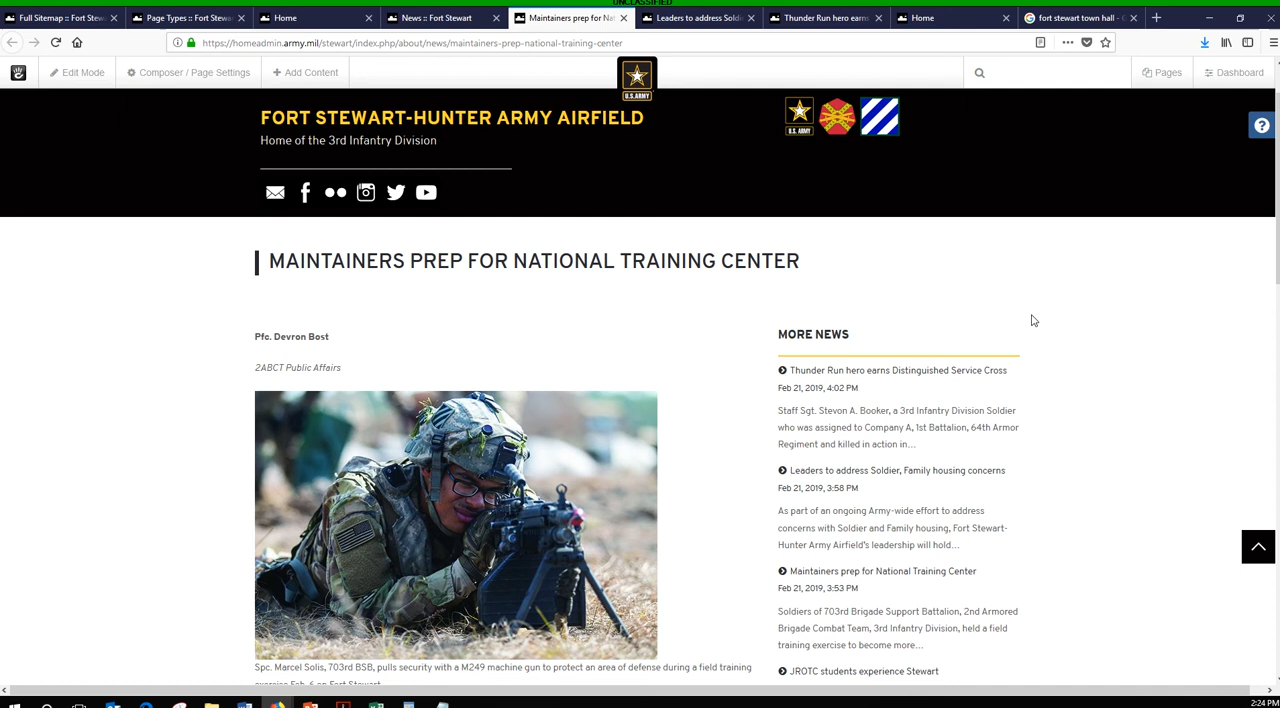 UNCLASSIFIED
Full Sitemap :: Fort Stew
Page Types :: Fort Stewar
Home
News :: Fort Stewart
Maintainers prep for Nat
Leaders to address Soldi
Thunder Run hero earns
Home
fort stewart town hall - G
https://homeadmin.army.mil/stewart/index.php/about/news/maintainers-prep-national-training-center
Edit Mode
Composer / Page Settings
Add Content
U.S.ARMY
Pages
Dashboard
FORT STEWART-HUNTER ARMY AIRFIELD
Home of the 3rd Infantry Division
U.S. ARMY
MAINTAINERS PREP FOR NATIONAL TRAINING CENTER
Pfc. Devron Bost
2ABCT Public Affairs
Spc. Marcel Solis, 703rd BSB, pulls security with a M249 machine gun to protect an area of defense during a field training
exercise Feb. 6 on Fort Stewart.
MORE NEWS
Thunder Run hero earns Distinguished Service Cross
Feb 21, 2019, 4:02 PM
Staff Sgt. Stevon A. Booker, a 3rd Infantry Division Soldier
who was assigned to Company A, 1st Battalion, 64th Armor
Regiment and killed in action in…
Leaders to address Soldier, Family housing concerns
Feb 21, 2019, 3:58 PM
As part of an ongoing Army-wide effort to address
concerns with Soldier and Family housing, Fort Stewart-
Hunter Army Airfield's leadership will hold…
Maintainers prep for National Training Center
Feb 21, 2019, 3:53 PM
Soldiers of 703rd Brigade Support Battalion, 2nd Armored
Brigade Combat Team, 3rd Infantry Division, held a field
training exercise to become more…
JROTC students experience Stewart
2:24 PM